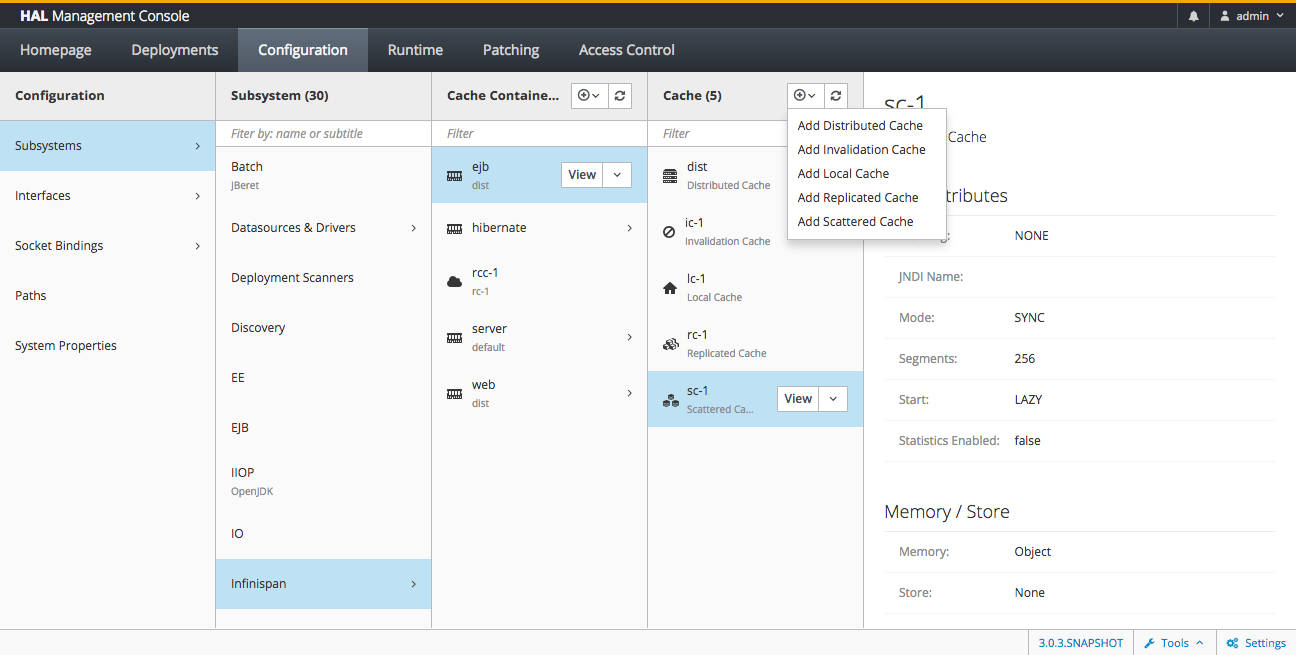 HAL Management Console
admin
Homepage
Deployments
Configuration
Runtime
Patching
Access Control
Configuration
Subsystems
Interfaces
Socket Bindings
Paths
System Properties
Subsystem (30)
Fiter by: name or subtitle
Batch
JBeret
Datasources & Drivers
Deployment Scanners
Discovery
EE
EJB
IIOP
OpenJDK
IO
Infinispan
Cache Containe...
Filter
ejb
dist
View
hibernate
rcc-1
rc-1
server
default
web
dist
Cache (5)
Filter
dist
Distributed Cache
ic-1
Invalidation Cache
lc-1
Local Cache
rc-1
Replicated Cache
sc-1
Scattered Ca...
View
Add Distributed Cache
Add Invalidation Cache
Add Local Cache
Add Replicated Cache
Add Scattered Cache
sc-1
Cache
tributes
g: NONE
JNDI Name:
Mode: SYNC
Segments: 256
Start: LAZY
Statistics Enabled: false
Memory / Store
Memory: Object
Store: None
3.0.3.SNAPSHOT
Tools
Settings